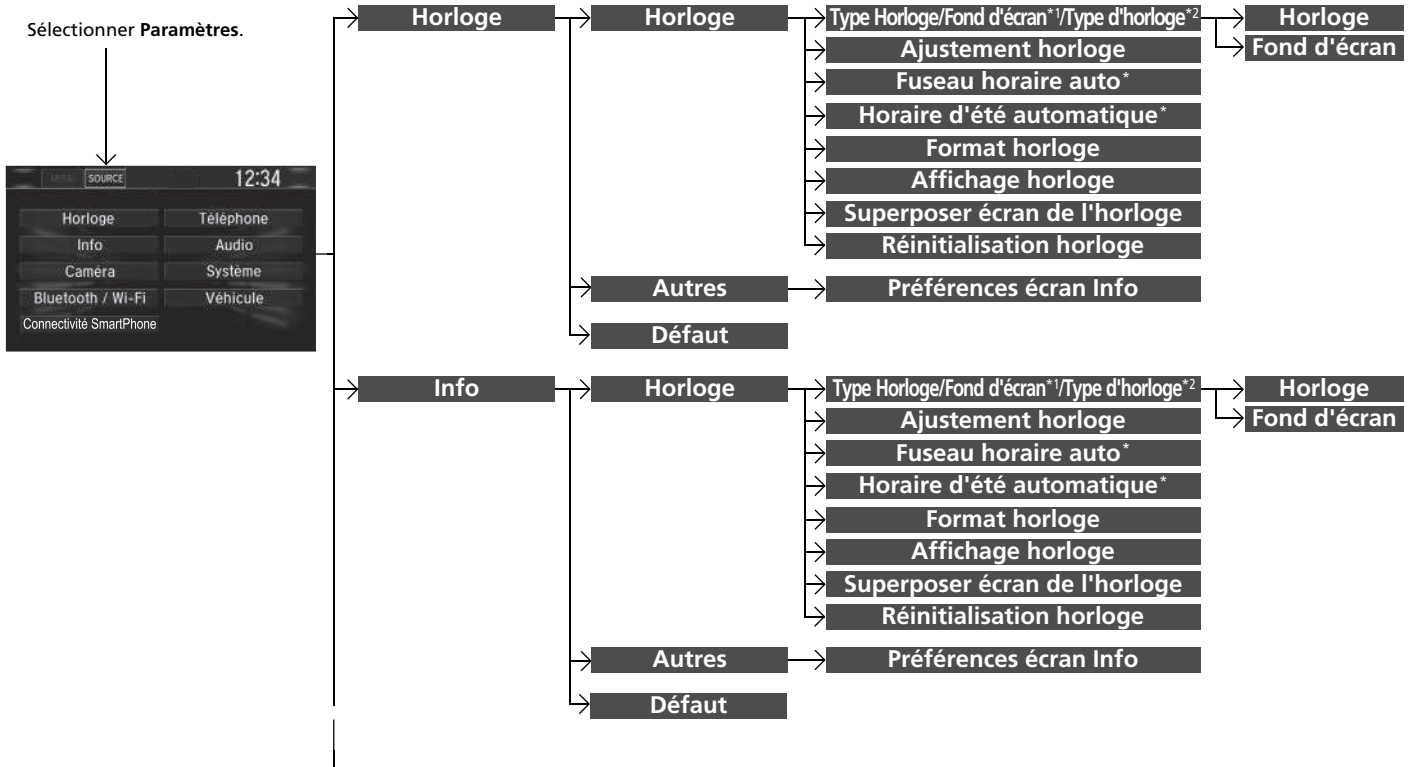 Sélectionner Paramètres.
MENU SOURCE 12:34
Horloge Téléphone
Info Audio
Caméra Système
Bluetooth / Wi-Fi Véhicule
Connectivité SmartPhone
Horloge
Horloge
Type Horloge/Fond d'écran*1/Type d'horloge*2
Horloge
Fond d'écran
Ajustement horloge
Fuseau horaire auto*
Horaire d'été automatique*
Format horloge
Affichage horloge
Superposer écran de l'horloge
Réinitialisation horloge
Autres
Préférences écran Info
Défaut
Info
Horloge
Type Horloge/Fond d'écran*1/Type d'horloge*2
Horloge
Fond d'écran
Ajustement horloge
Fuseau horaire auto*
Horaire d'été automatique*
Format horloge
Affichage horloge
Superposer écran de l'horloge
Réinitialisation horloge
Autres
Préférences écran Info
Défaut